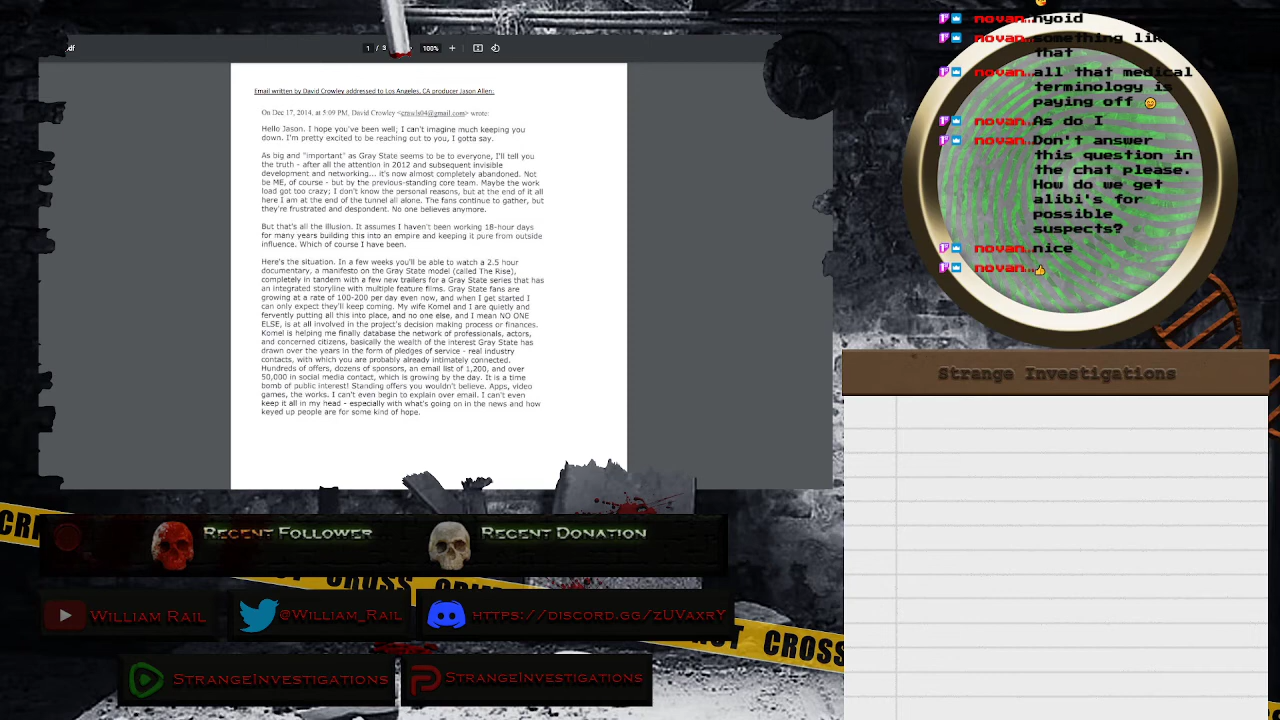 df
1 / 3
100%
Email written by David Crowley addressed to Los Angeles, CA producer Jason Allen:
On Dec 17, 2014, at 5:09 PM, David Crowley <crawls04@gmail.com> wrote:
Hello Jason. I hope you've been well; I can't imagine much keeping you
down. I'm pretty excited to be reaching out to you, I gotta say.
As big and "important" as Gray State seems to be to everyone, I'll tell you
the truth - after all the attention in 2012 and subsequent invisible
development and networking... it's now almost completely abandoned. Not
be ME, of course - but by the previous-standing core team. Maybe the work
load got too crazy; I don't know the personal reasons, but at the end of it all
here I am at the end of the tunnel all alone. The fans continue to gather, but
they're frustrated and despondent. No one believes anymore.
But that's all the illusion. It assumes I haven't been working 18-hour days
for many years building this into an empire and keeping it pure from outside
influence. Which of course I have been.
Here's the situation. In a few weeks you'll be able to watch a 2.5 hour
documentary, a manifesto on the Gray State model (called The Rise),
completely in tandem with a few new trailers for a Gray State series that has
an integrated storyline with multiple feature films. Gray State fans are
growing at a rate of 100-200 per day even now, and when I get started I
can only expect they'll keep coming. My wife Komel and I are quietly and
fervently putting all this into place, and no one else, and I mean NO ONE
ELSE, is at all involved in the project's decision making process or finances.
Komel is helping me finally database the network of professionals, actors,
and concerned citizens, basically the wealth of the interest Gray State has
drawn over the years in the form of pledges of service - real industry
contacts, with which you are probably already intimately connected.
Hundreds of offers, dozens of sponsors, an email list of 1,200, and over
50,000 in social media contact, which is growing by the day. It is a time
bomb of public interest! Standing offers you wouldn't believe. Apps, video
games, the works. I can't even begin to explain over email. I can't even
keep it all in my head - especially with what's going on in the news and how
keyed up people are for some kind of hope.
novan...hyoid
novan...something like
that
novan...all that medical
terminology is
paying off 😊
novan...As do I
novan...Don't answer
this question in
the chat please.
How do we get
alibi's for
possible
suspects?
novan...nice
novan...👍
Strange Investigations
Recent Follower
Recent Donation
CROSS
William Rail
@William_Rail
https://discord.gg/zUVaxrY
NOT CROSS
StrangeInvestigations
StrangeInvestigations